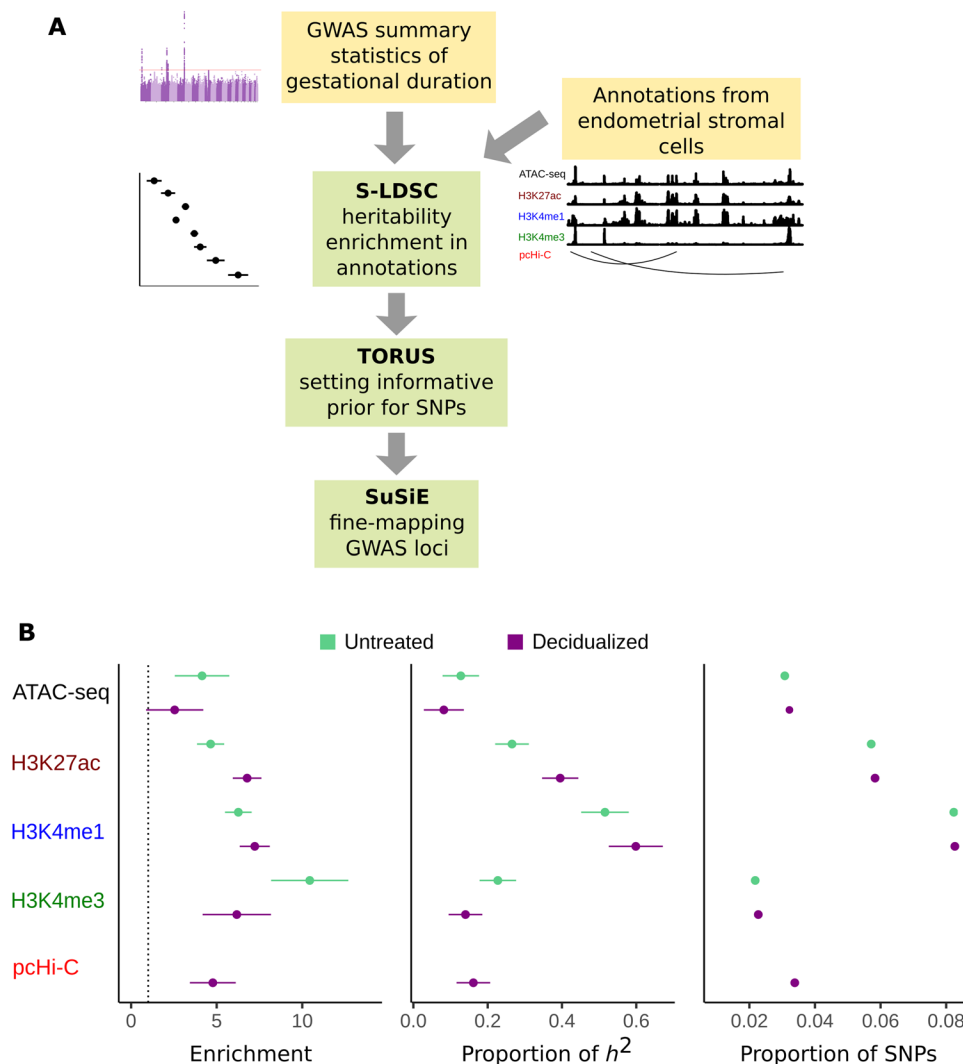 A
GWAS summary
statistics of
gestational duration
Annotations from
endometrial stromal
cells
S-LDSC
heritability
enrichment in
annotations
ATAC-seq
H3K27ac
H3K4me1
H3K4me3
pcHi-C
TORUS
setting informative
prior for SNPs
SuSiE
fine-mapping
GWAS loci
B
Untreated Decidualized
ATAC-seq
H3K27ac
H3K4me1
H3K4me3
pcHi-C
0 5 10
Enrichment
0.0 0.2 0.4 0.6
Proportion of h²
0.02 0.04 0.06 0.08
Proportion of SNPs